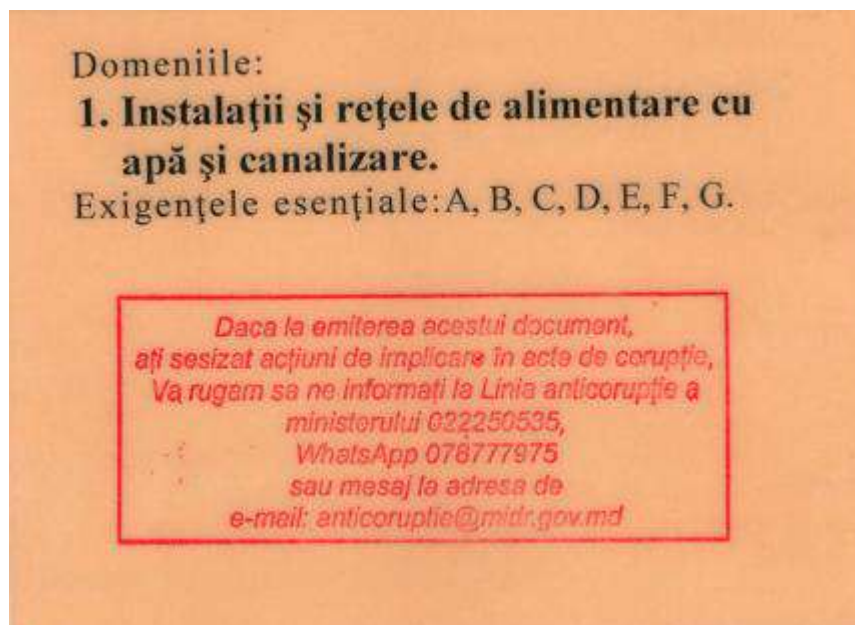 Domeniile:
1. Instalaţii şi reţele de alimentare cu
apă şi canalizare.
Exigenţele esenţiale: A, B, C, D, E, F, G.
Daca la emiterea acestui document,
aţi sesizat acţiuni de implicare în acte de corupţie,
Va rugam sa ne informati la Linia anticorupţie a
ministerului 022250535,
WhatsApp 078777975
sau mesaj la adresa de
e-mail: anticoruptie@midr.gov.md